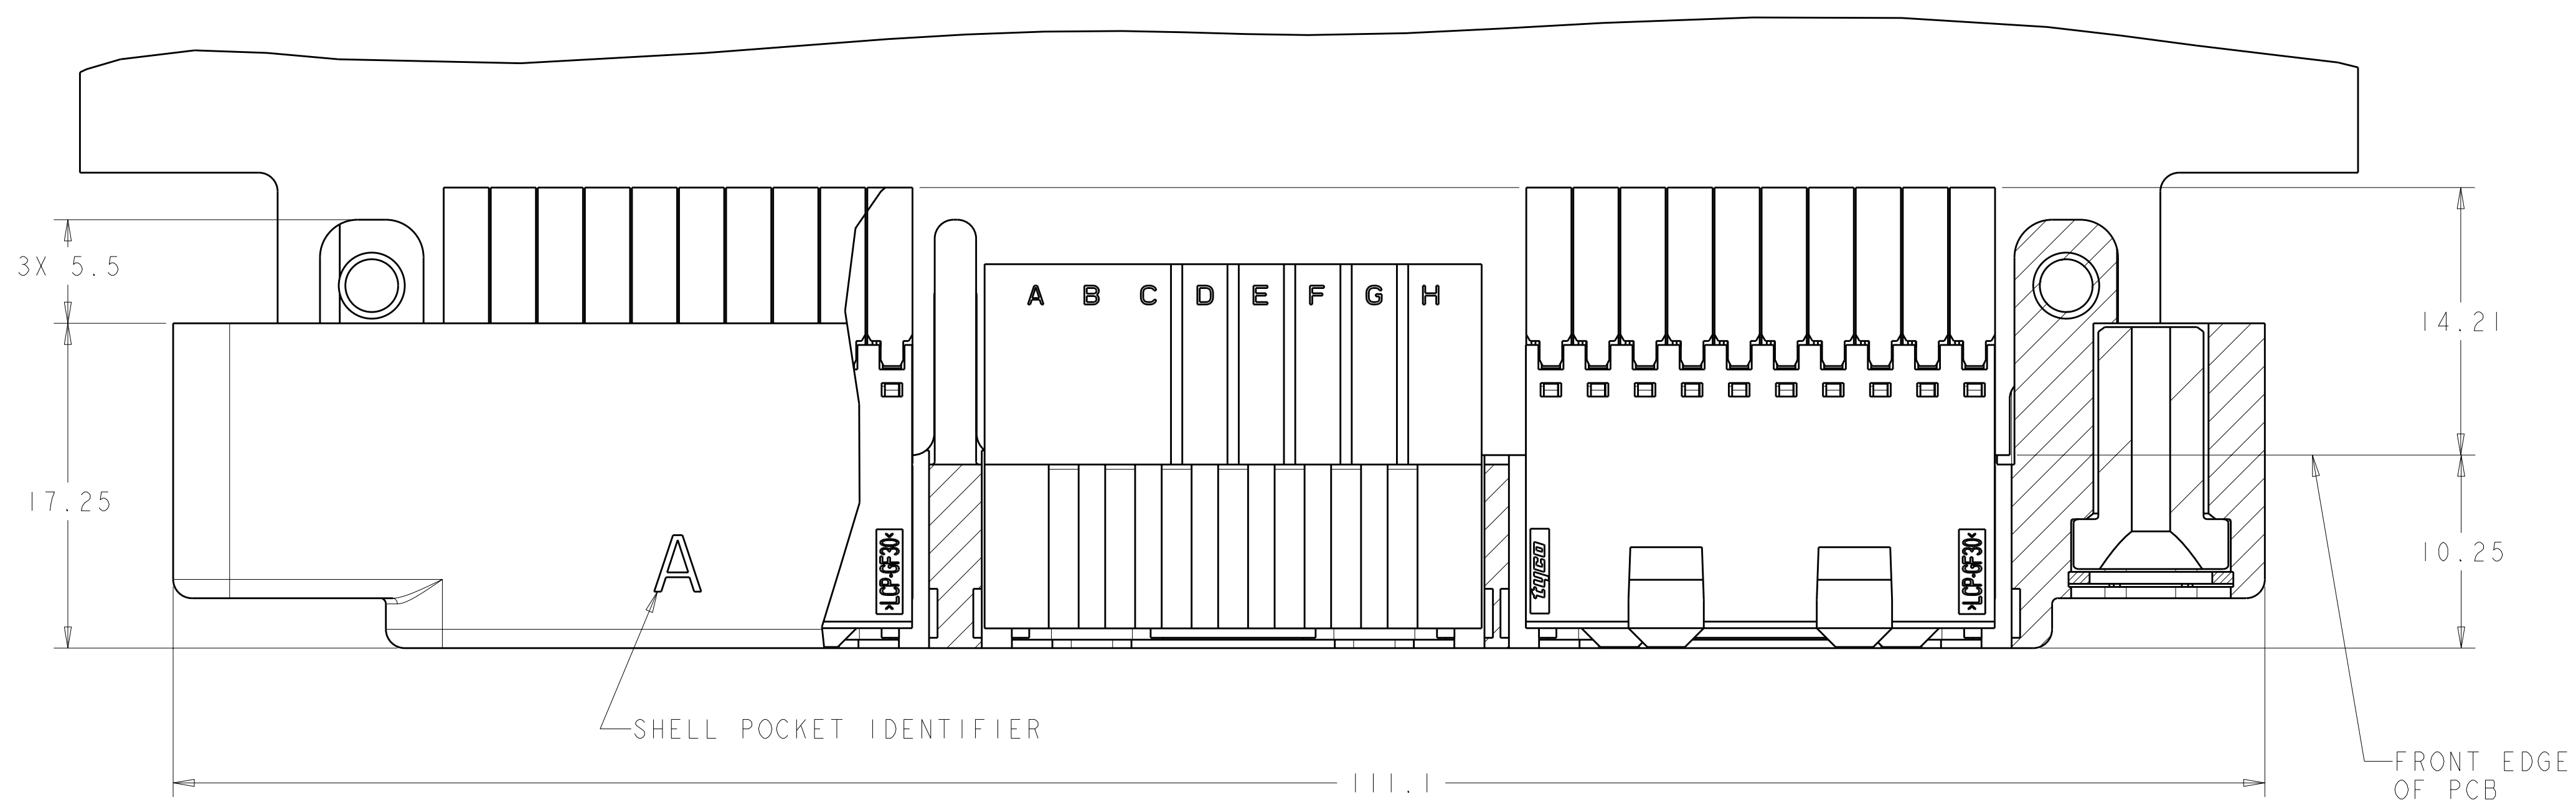 3X 5.5
A B C D E F G H
14.21
17.25
A
>LCP-GF30<
tyco
>LCP-GF30<
10.25
SHELL POCKET IDENTIFIER
FRONT EDGE
OF PCB
111.1